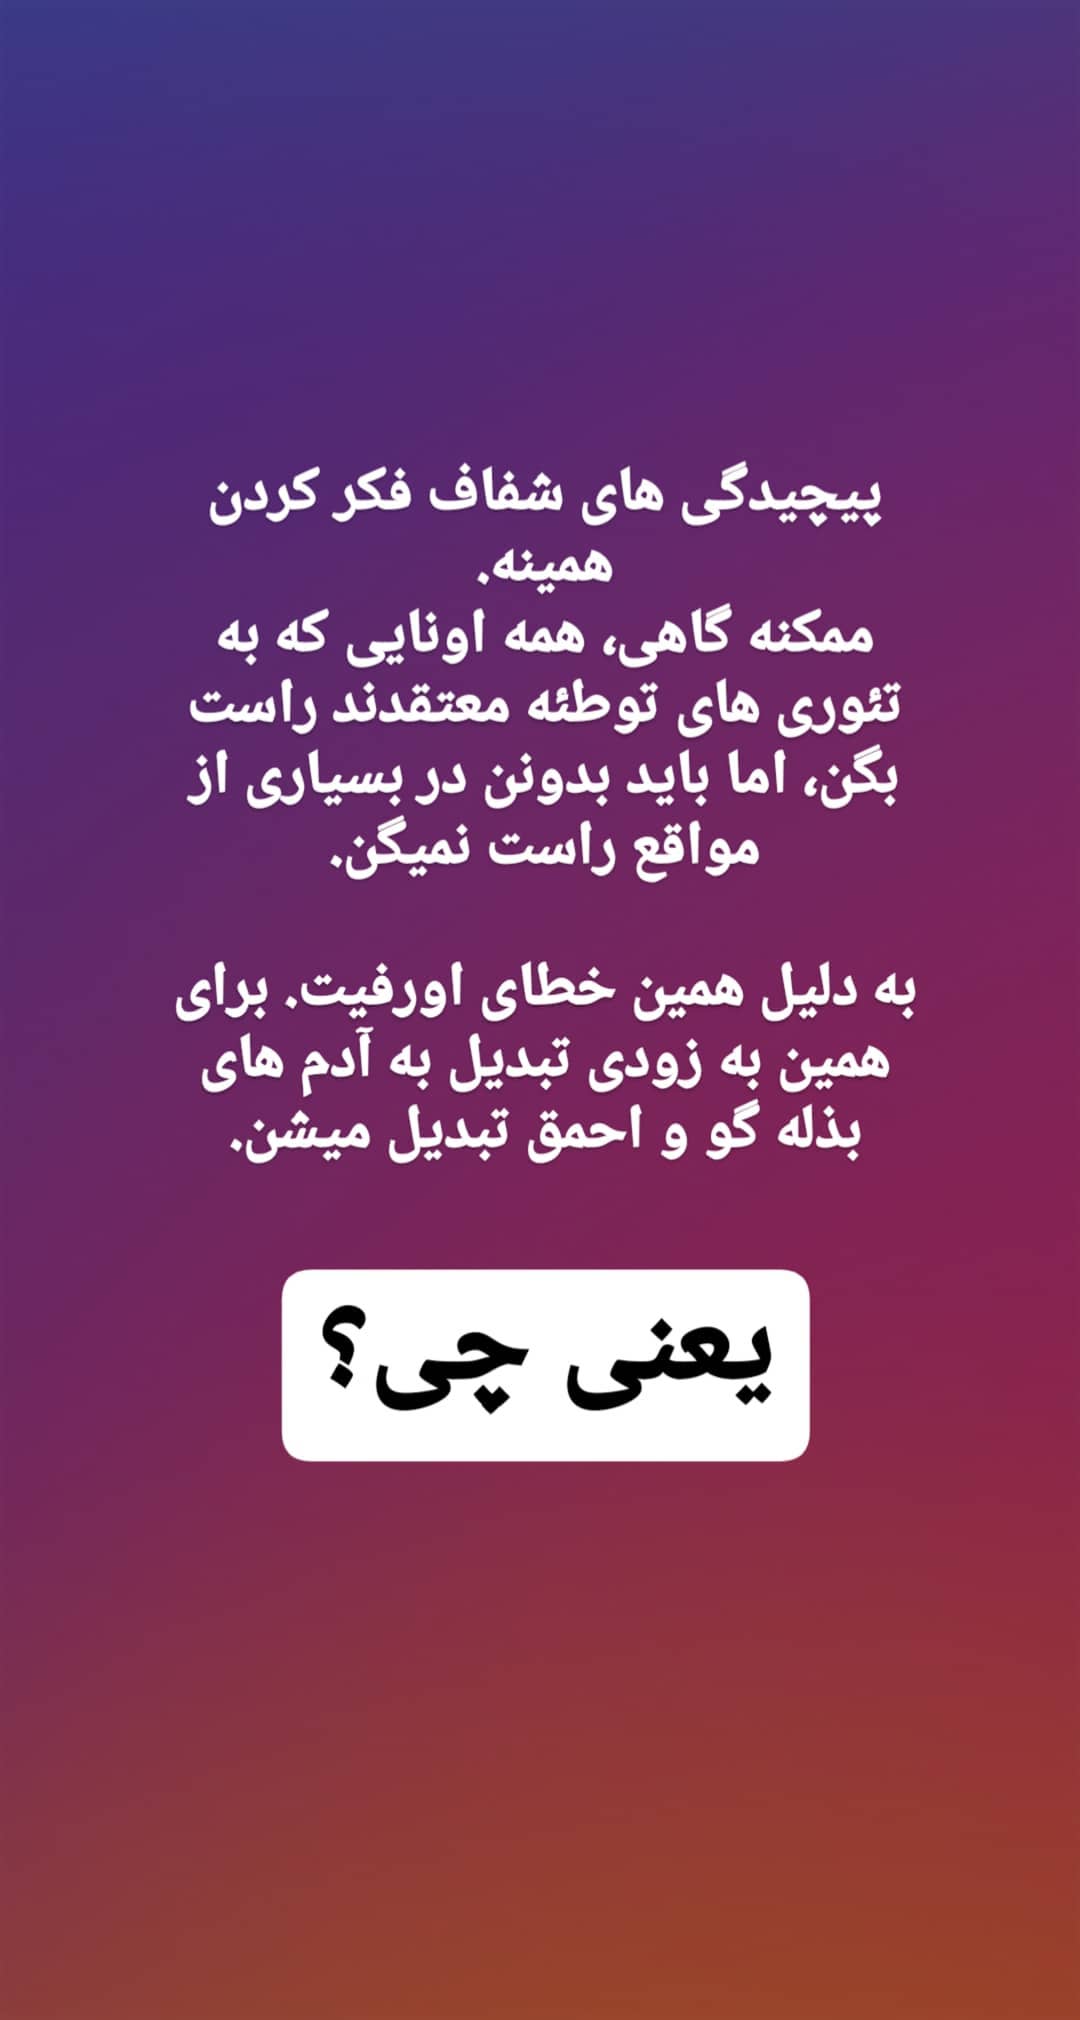 پیچیدگی های شفاف فکر کردن
همینه.
ممکنه گاهی، همه اونایی که به
تئوری های توطئه معتقدند راست
بگن، اما باید بدونن در بسیاری از
مواقع راست نمیگن.
به دلیل همین خطای اورفیت. برای
همین به زودی تبدیل به آدم های
بذله گو و احمق تبدیل میشن.
یعنی چی؟